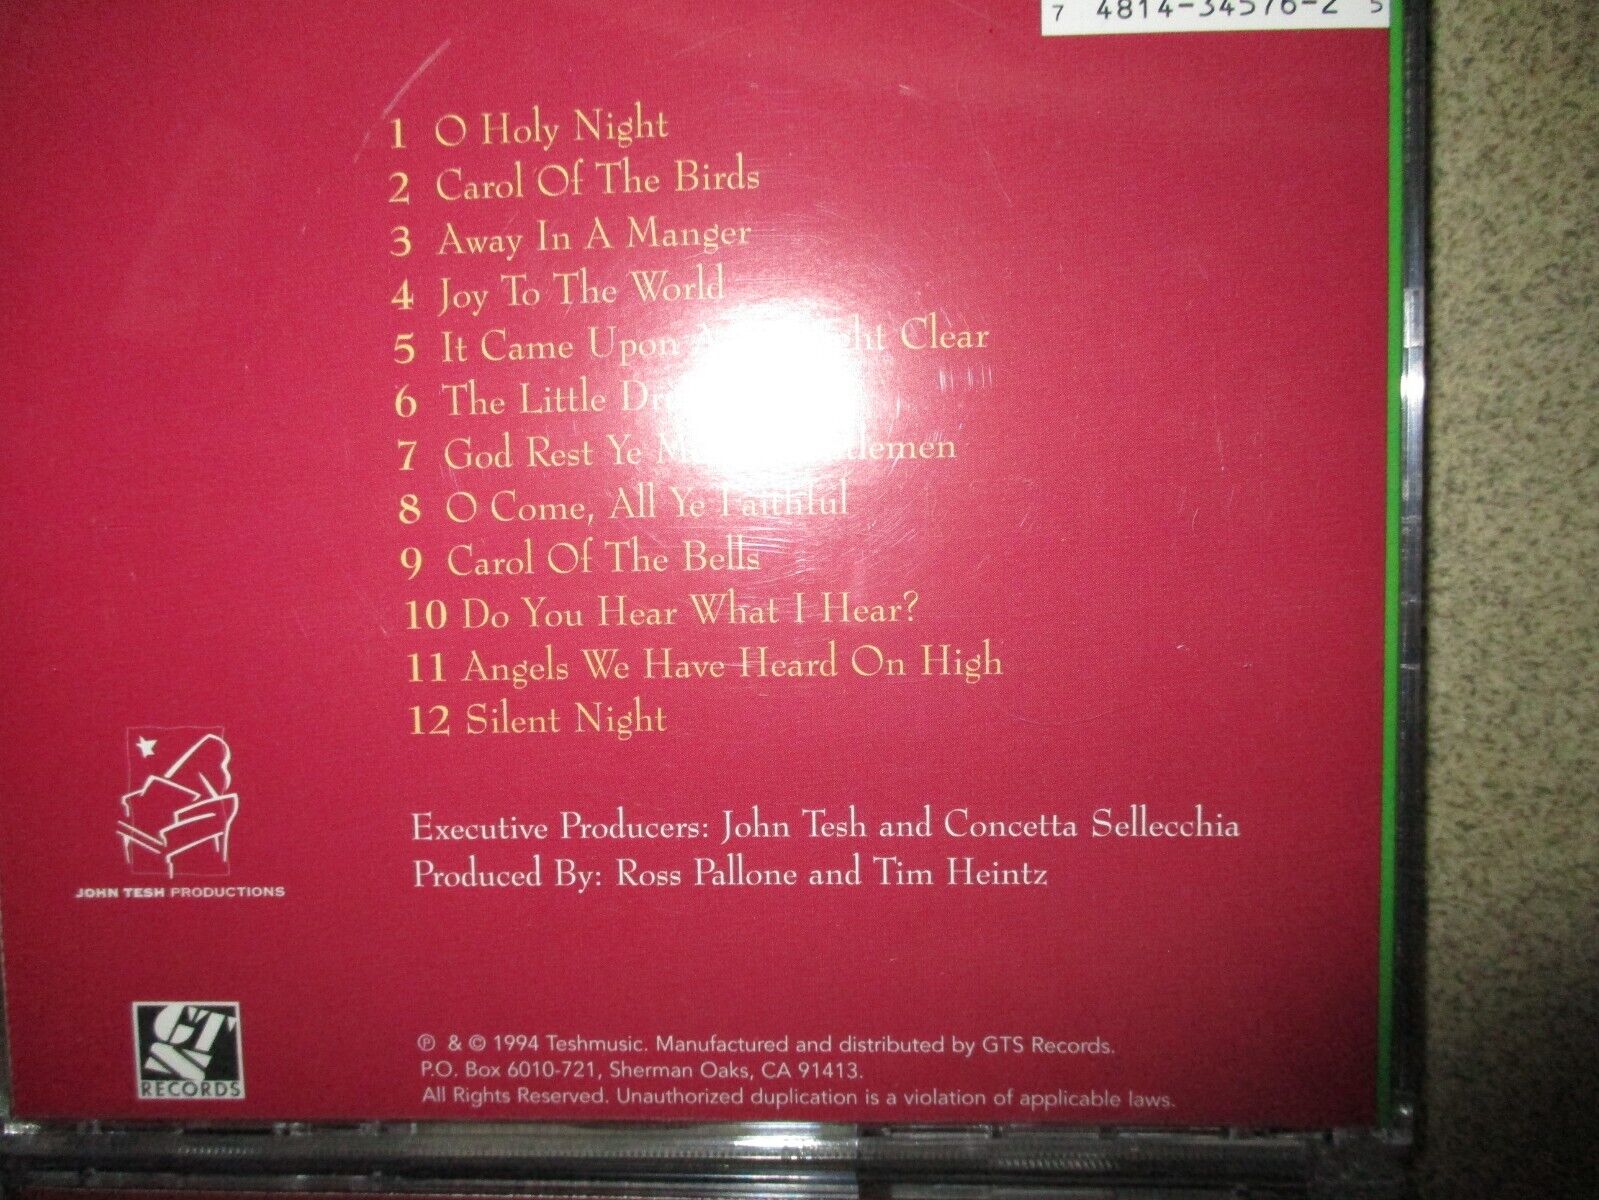 7 4814-34576-2 5
1 O Holy Night
2 Carol Of The Birds
3 Away In A Manger
4 Joy To The World
5 It Came Upon Clear
6 The Little
7 God Rest Ye
8 O Come, All Ye Faithful
9 Carol Of The Bells
10 Do You Hear What I Hear?
11 Angels We Have Heard On High
12 Silent Night
Executive Producers: John Tesh and Concetta Sellecchia
Produced By: Ross Pallone and Tim Heintz
JOHN TESH PRODUCTIONS
GTS
RECORDS
℗ & © 1994 Teshmusic. Manufactured and distributed by GTS Records.
P.O. Box 6010-721, Sherman Oaks, CA 91413.
All Rights Reserved. Unauthorized duplication is a violation of applicable laws.